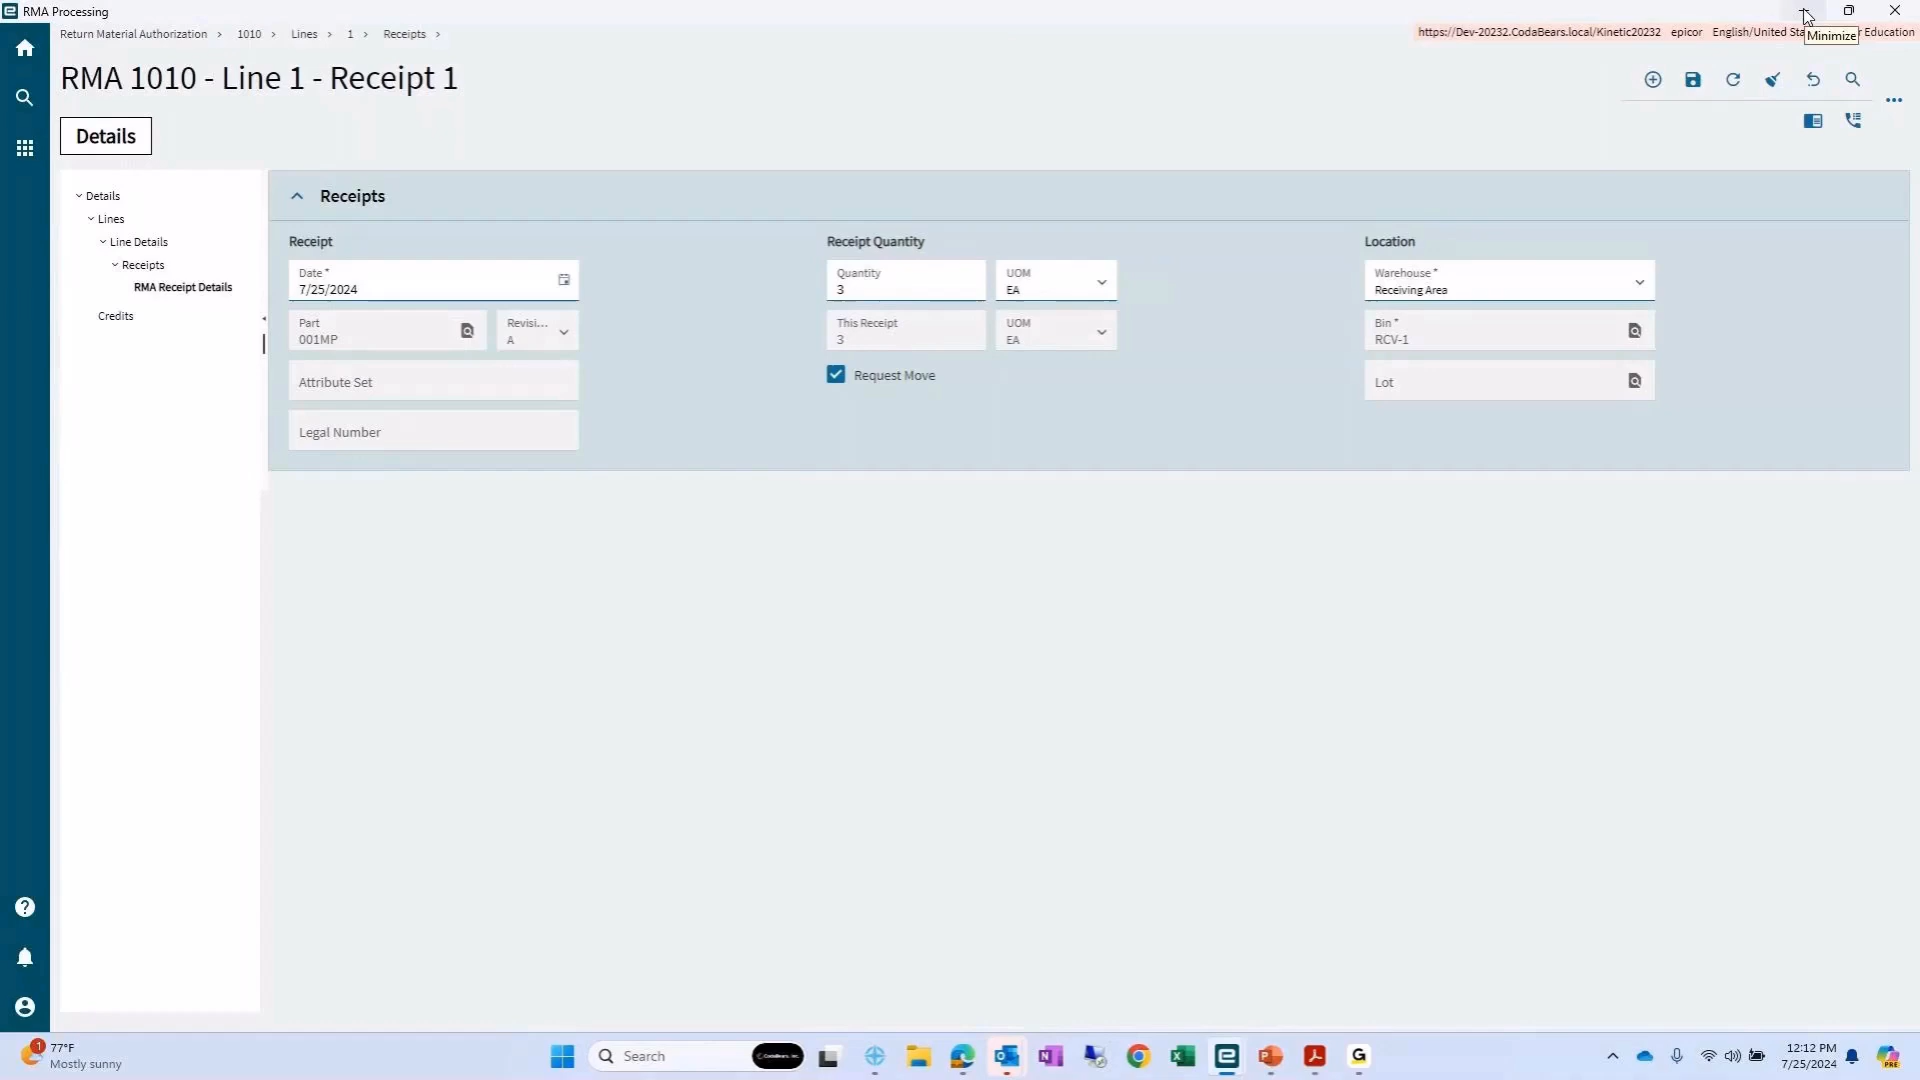 RMA Processing
Return Material Authorization > 1010 > Lines > 1 > Receipts >
https://Dev-20232.CodaBears.local/Kinetic20232 epicor English/United Sta
Education
Minimize
RMA 1010 - Line 1 - Receipt 1
Details
Details
Lines
Line Details
Receipts
RMA Receipt Details
Credits
Receipts
Receipt
Date *
7/25/2024
Part
001MP
Revisi...
A
Attribute Set
Legal Number
Receipt Quantity
Quantity
3
UOM
EA
This Receipt
3
UOM
EA
Request Move
Location
Warehouse *
Receiving Area
Bin *
RCV-1
Lot
1
77°F
Mostly sunny
Search
CodaBears, Inc.
12:12 PM
7/25/2024
PRE